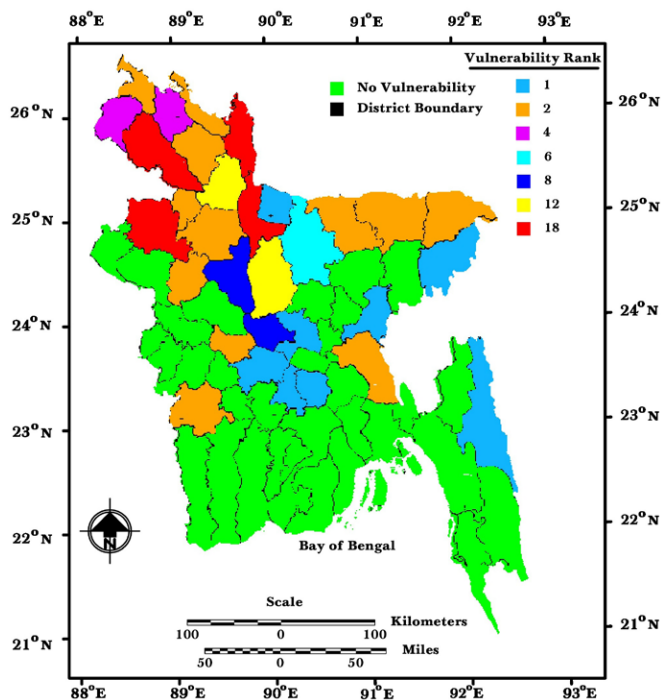 88°E 89°E 90°E 91°E 92°E 93°E
Vulnerability Rank
No Vulnerability
District Boundary
1
2
4
6
8
12
18
26°N
25°N
24°N
23°N
22°N
21°N
26°N
25°N
24°N
23°N
22°N
21°N
N
Bay of Bengal
Scale
100 0 100 Kilometers
50 0 50 Miles
88°E 89°E 90°E 91°E 92°E 93°E